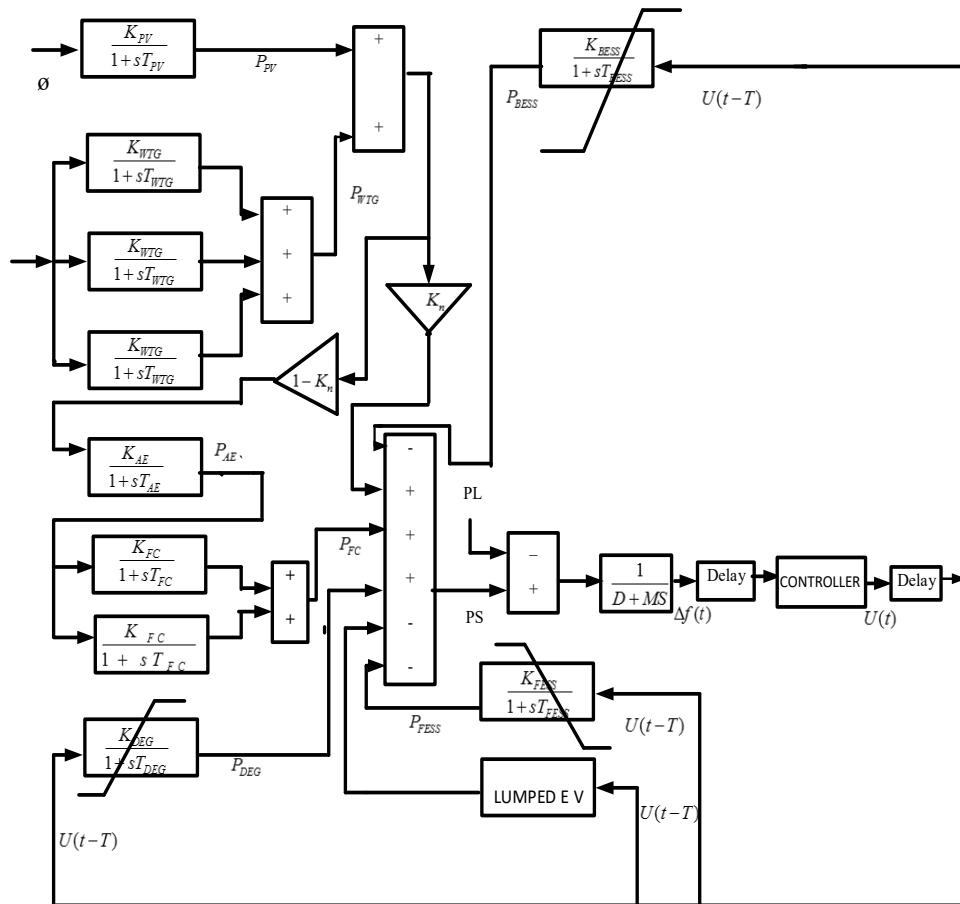 K_PV
1+sT_PV
P_PV
Ø
+
+
K_BESS
1+sT_BESS
P_BESS
U(t-T)
K_WTG
1+sT_WTG
K_WTG
1+sT_WTG
K_WTG
1+sT_WTG
+
+
+
P_WTG
K_n
1-K_n
K_AE
1+sT_AE
P_AE、
K_FC
1+sT_FC
K_FC
1+sT_FC
+
+
P_FC
-
+
+
+
-
-
PL
PS
−
+
1
D+MS
Δf(t)
Delay
CONTROLLER
U(t)
Delay
K_FESS
1+sT_FESS
P_FESS
U(t-T)
K_DEG
1+sT_DEG
P_DEG
U(t-T)
LUMPED E V
U(t-T)